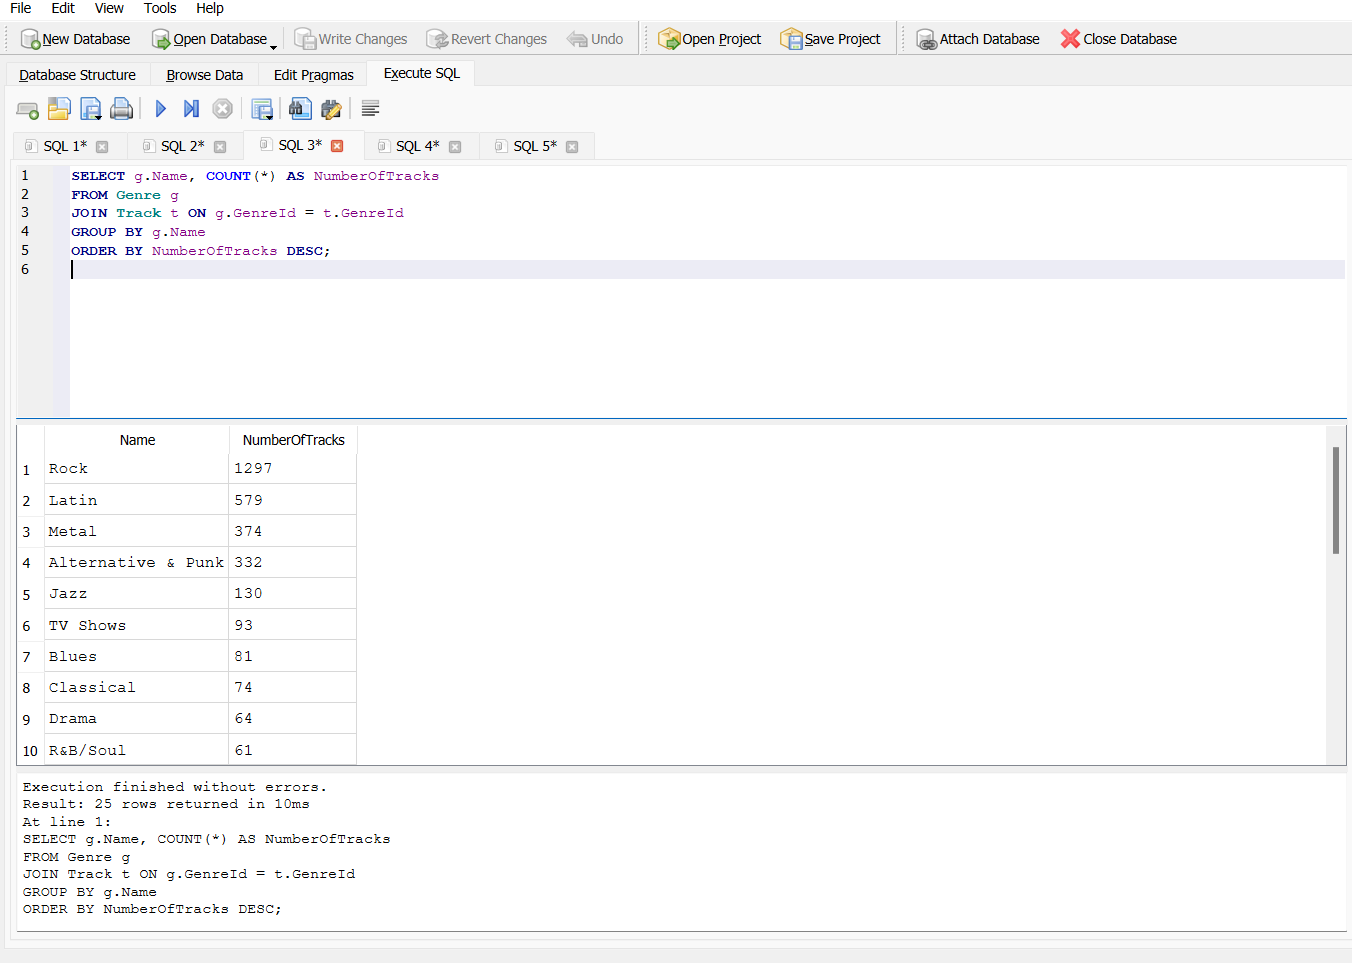 File Edit View Tools Help
New Database Open Database Write Changes Revert Changes Undo Open Project Save Project Attach Database Close Database
Database Structure Browse Data Edit Pragmas Execute SQL
SQL 1* SQL 2* SQL 3* SQL 4* SQL 5*
1 SELECT g.Name, COUNT(*) AS NumberOfTracks
2 FROM Genre g
3 JOIN Track t ON g.GenreId = t.GenreId
4 GROUP BY g.Name
5 ORDER BY NumberOfTracks DESC;
6
Name NumberOfTracks
1 Rock 1297
2 Latin 579
3 Metal 374
4 Alternative & Punk 332
5 Jazz 130
6 TV Shows 93
7 Blues 81
8 Classical 74
9 Drama 64
10 R&B/Soul 61
Execution finished without errors.
Result: 25 rows returned in 10ms
At line 1:
SELECT g.Name, COUNT(*) AS NumberOfTracks
FROM Genre g
JOIN Track t ON g.GenreId = t.GenreId
GROUP BY g.Name
ORDER BY NumberOfTracks DESC;